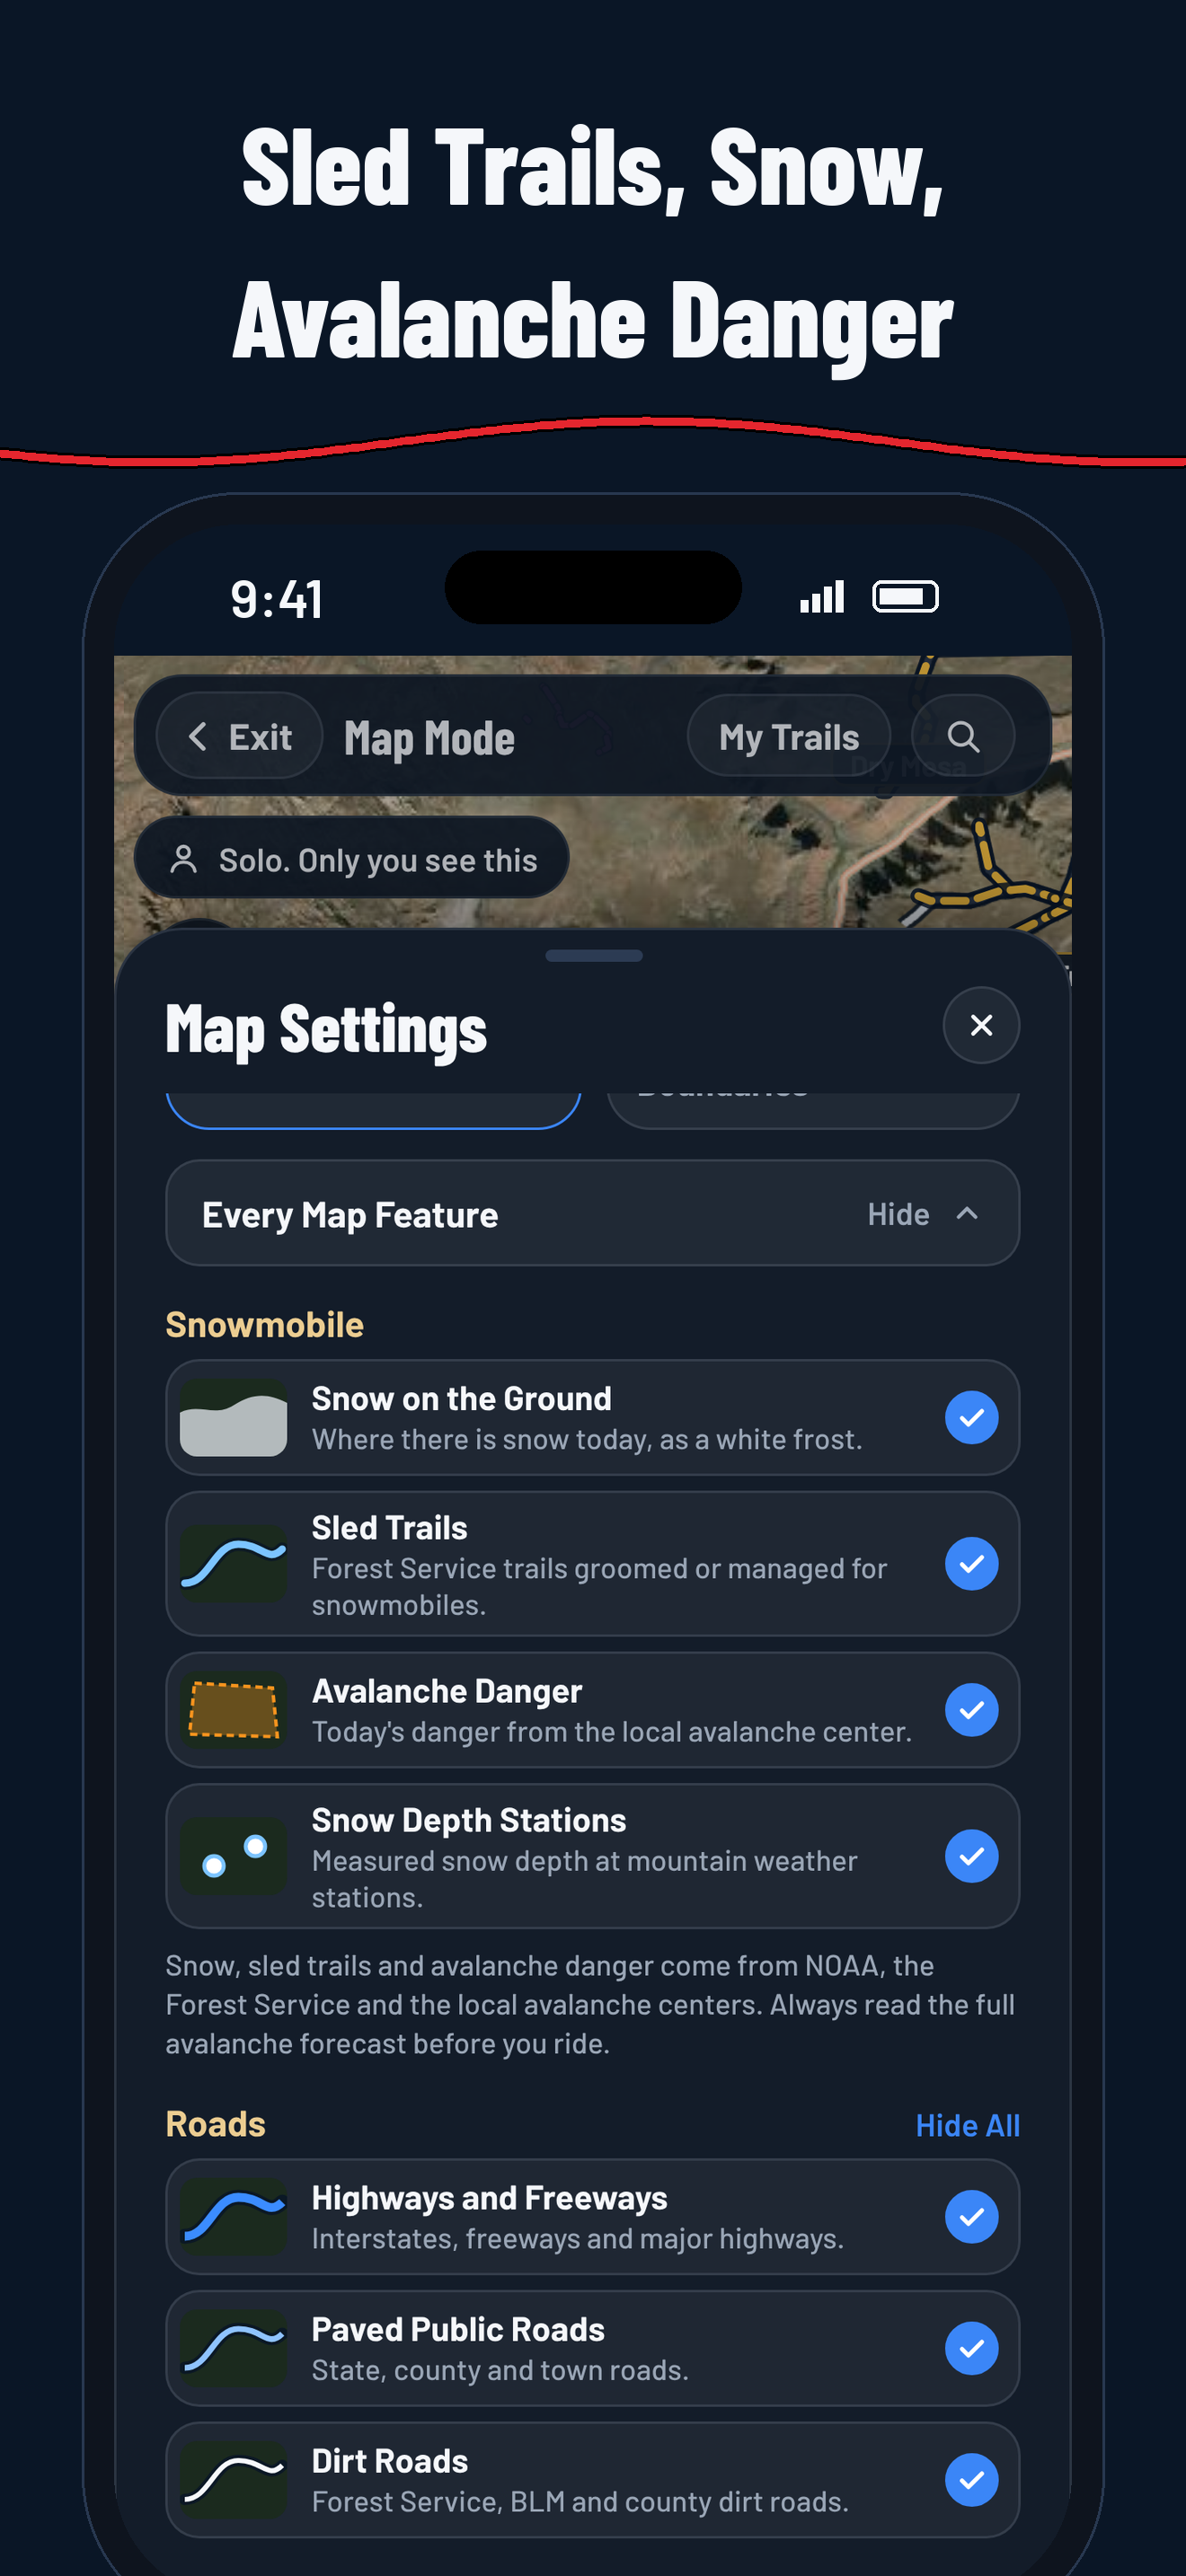 Sled Trails, Snow,
Avalanche Danger
9:41
Exit
Map Mode
My Trails
Dry Mesa
Solo. Only you see this
Map Settings
Boundaries
Every Map Feature
Hide
Snowmobile
Snow on the Ground
Where there is snow today, as a white frost.
Sled Trails
Forest Service trails groomed or managed for
snowmobiles.
Avalanche Danger
Today's danger from the local avalanche center.
Snow Depth Stations
Measured snow depth at mountain weather
stations.
Snow, sled trails and avalanche danger come from NOAA, the
Forest Service and the local avalanche centers. Always read the full
avalanche forecast before you ride.
Roads
Hide All
Highways and Freeways
Interstates, freeways and major highways.
Paved Public Roads
State, county and town roads.
Dirt Roads
Forest Service, BLM and county dirt roads.